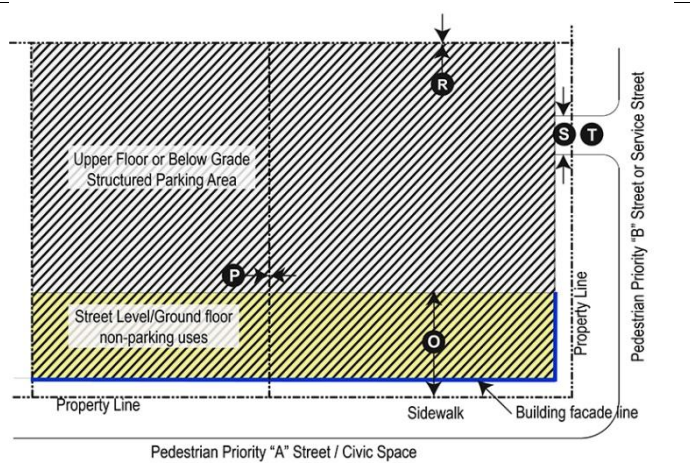 R
S T
Upper Floor or Below Grade
Structured Parking Area
P
Street Level/Ground floor
non-parking uses
O
Property Line
Pedestrian Priority “B” Street or Service Street
Property Line
Sidewalk
Building facade line
Pedestrian Priority “A” Street / Civic Space